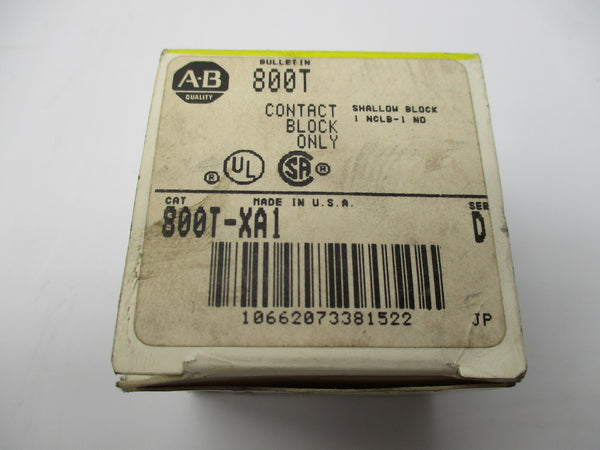 A-B
QUALITY
BULLETIN
800T
CONTACT
BLOCK
ONLY
SHALLOW BLOCK
1 NCLB-1 NO
® UL SA ®
CAT MADE IN U.S.A. SER
800T-XA1 D
10662073381522 JP